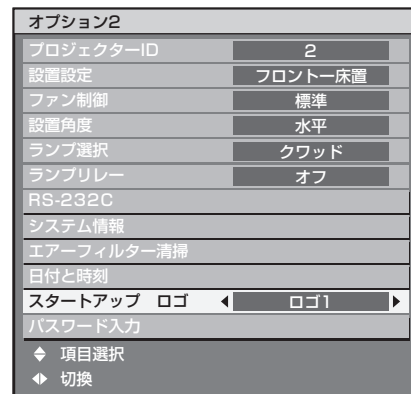 オプション2
プロジェクターID 2
設置設定 フロントー床置
ファン制御 標準
設置角度 水平
ランプ選択 クワッド
ランプリレー オフ
RS-232C
システム情報
エアーフィルター清掃
日付と時刻
スタートアップ ロゴ ロゴ1
パスワード入力
項目選択
切換